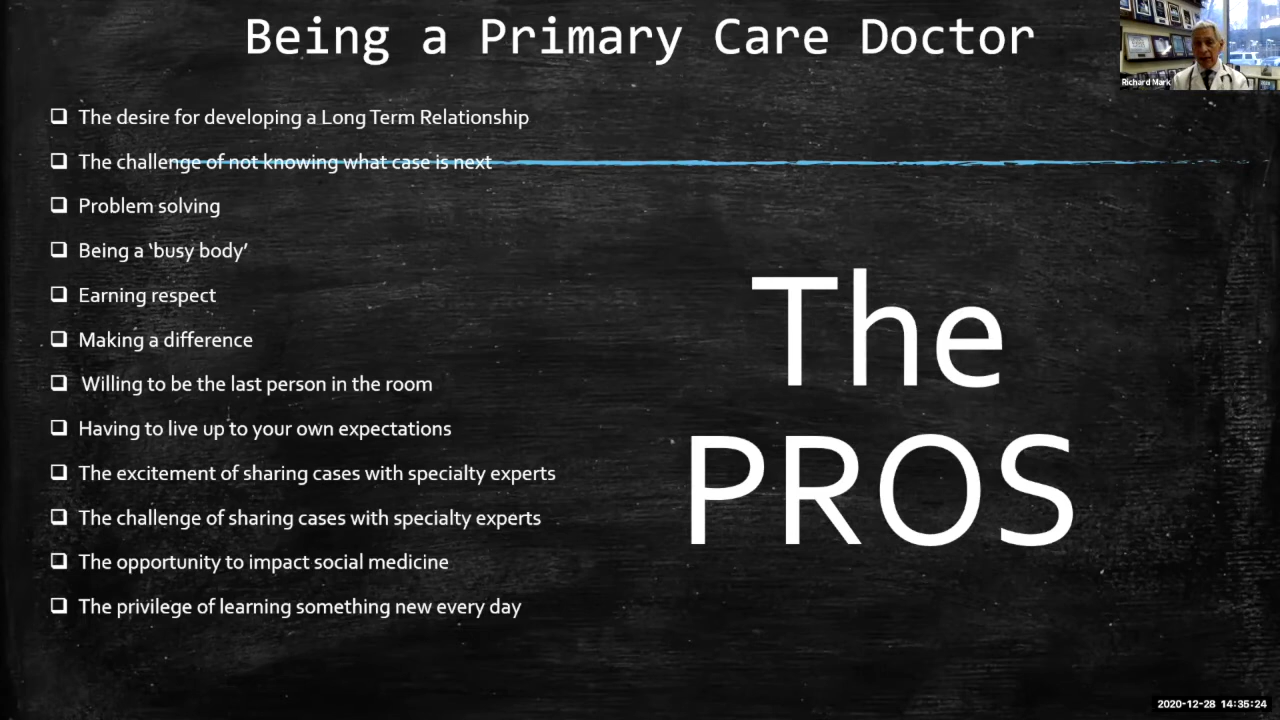 Being a Primary Care Doctor
Richard Mark
❑ The desire for developing a Long Term Relationship
❑ The challenge of not knowing what case is next
❑ Problem solving
❑ Being a ‘busy body’
❑ Earning respect
❑ Making a difference
❑ Willing to be the last person in the room
❑ Having to live up to your own expectations
❑ The excitement of sharing cases with specialty experts
❑ The challenge of sharing cases with specialty experts
❑ The opportunity to impact social medicine
❑ The privilege of learning something new every day
The
PROS
2020-12-28 14:35:24